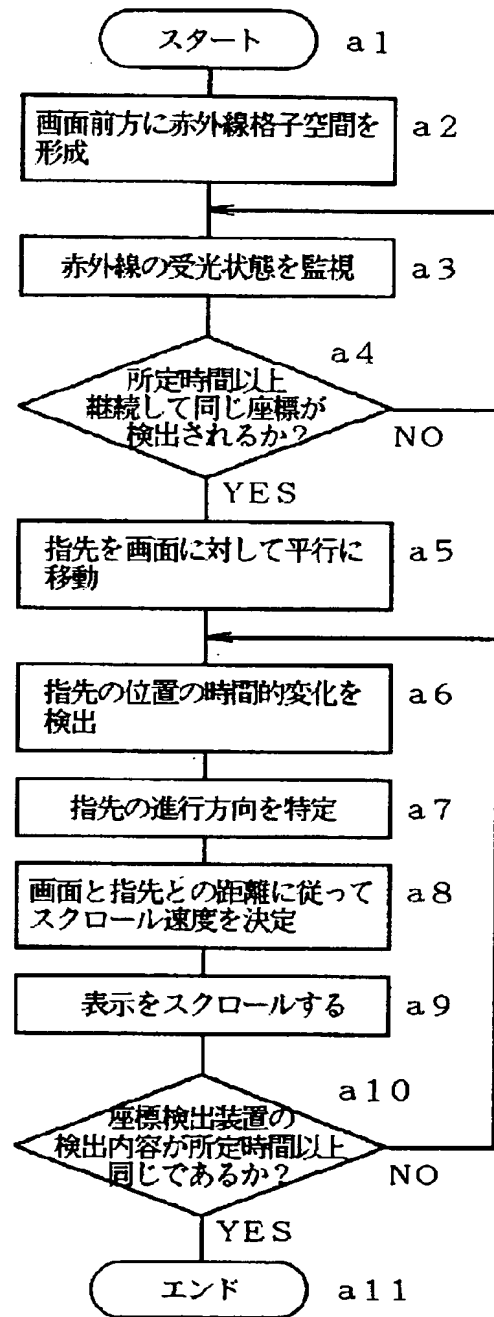 スタート
a1
画面前方に赤外線格子空間を
形成
a2
赤外線の受光状態を監視
a3
a4
所定時間以上
継続して同じ座標が
検出されるか？
NO
YES
指先を画面に対して平行に
移動
a5
指先の位置の時間的変化を
検出
a6
指先の進行方向を特定
a7
画面と指先との距離に従って
スクロール速度を決定
a8
表示をスクロールする
a9
a10
座標検出装置の
検出内容が所定時間以上
同じであるか？
NO
YES
エンド
a11